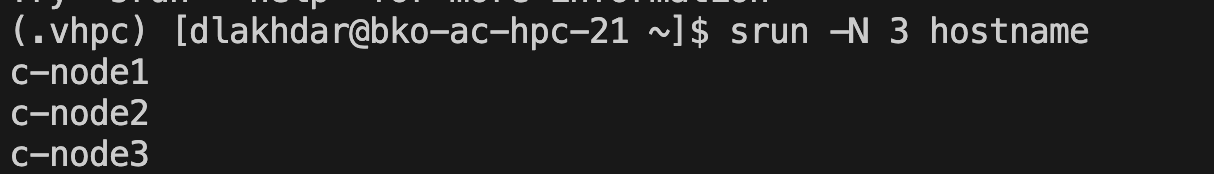 (.vhpc) [dlakhdar@bko-ac-hpc-21 ~]$ srun -N 3 hostname
c-node1
c-node2
c-node3